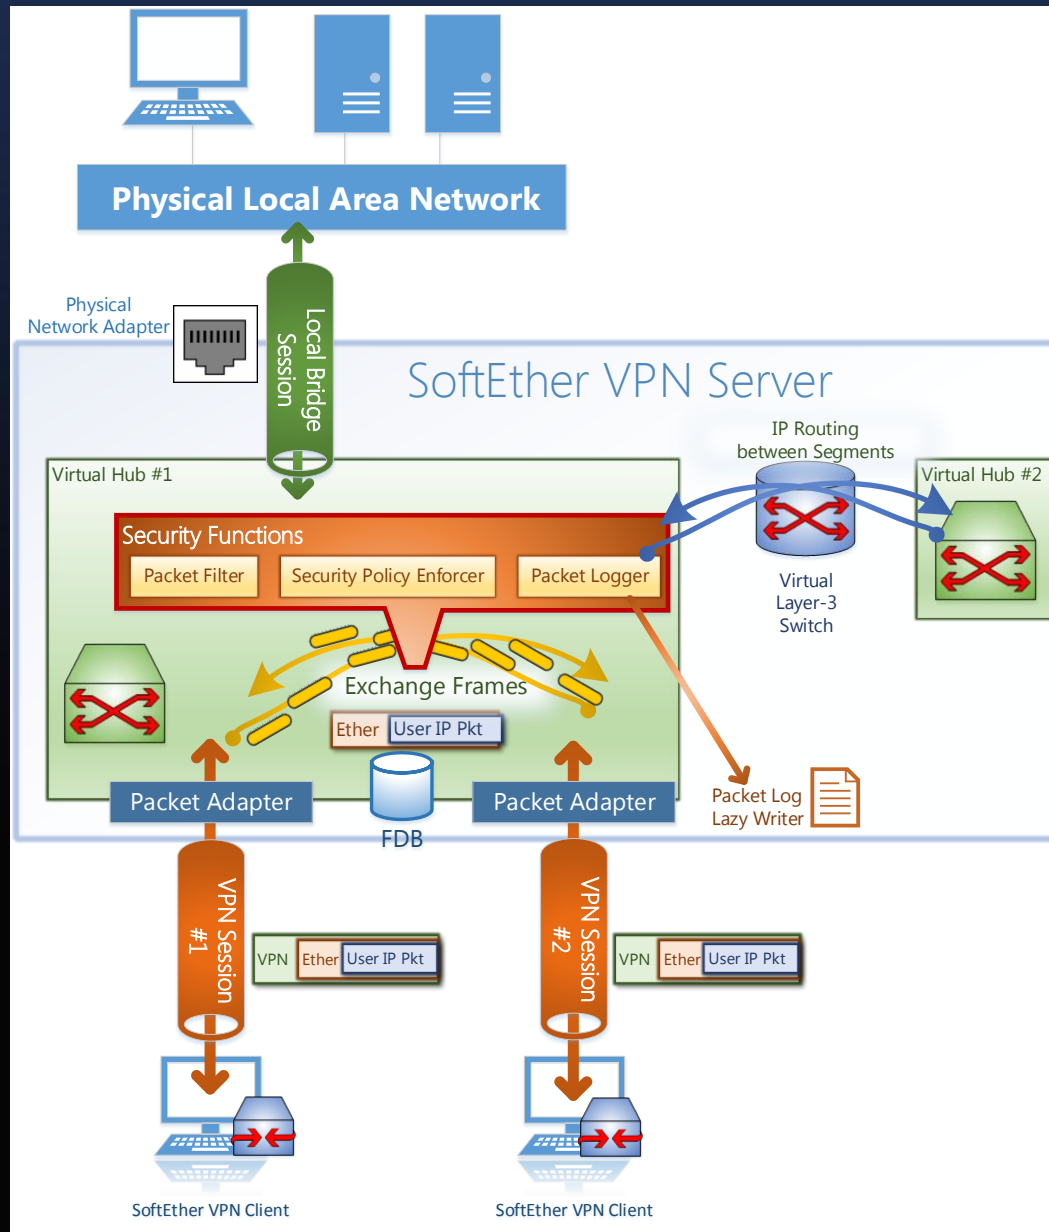 Physical Local Area Network
Physical
Network Adapter
Local Bridge
Session
SoftEther VPN Server
IP Routing
between Segments
Virtual Hub #1
Virtual Hub #2
Security Functions
Packet Filter
Security Policy Enforcer
Packet Logger
Virtual
Layer-3
Switch
Exchange Frames
Ether
User IP Pkt
Packet Adapter
FDB
Packet Adapter
Packet Log
Lazy Writer
VPN Session
#1
VPN
Ether
User IP Pkt
VPN Session
#2
VPN
Ether
User IP Pkt
SoftEther VPN Client
SoftEther VPN Client